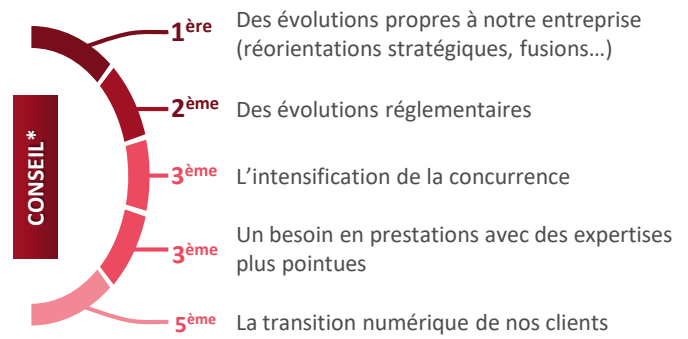 1ère
Des évolutions propres à notre entreprise
(réorientations stratégiques, fusions…)
2ème
Des évolutions réglementaires
CONSEIL*
3ème
L'intensification de la concurrence
3ème
Un besoin en prestations avec des expertises
plus pointues
5ème
La transition numérique de nos clients